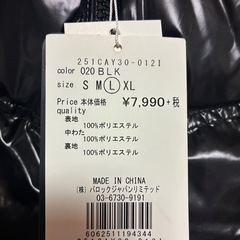 251CAY30-012I
color 020 BLK
size S M L XL
Price 本体価格 ¥7,990+税
quality
表地
100%ポリエステル
中わた
100%ポリエステル
裏地
100%ポリエステル
MADE IN CHINA
(株)バロックジャパンリミテッド
03-6730-9191
6062511194344